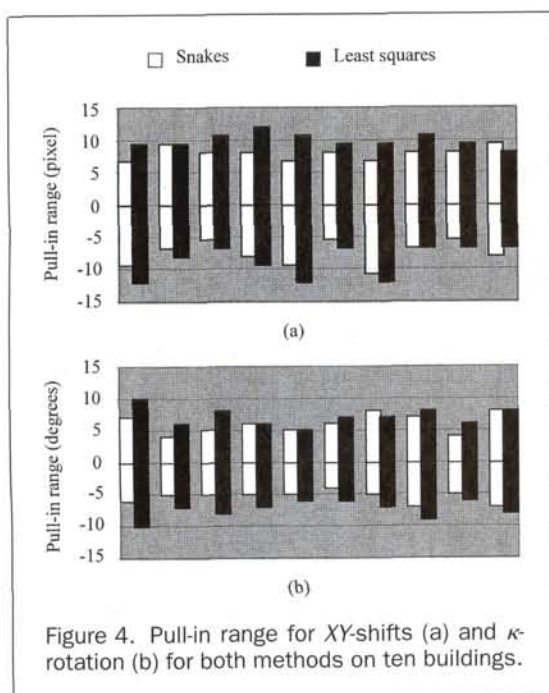 Snakes Least squares
15
10
5
0
-5
-10
-15
Pull-in range (pixel)
(a)
15
10
5
0
-5
-10
-15
Pull-in range (degrees)
(b)
Figure 4. Pull-in range for XY-shifts (a) and κ-
rotation (b) for both methods on ten buildings.